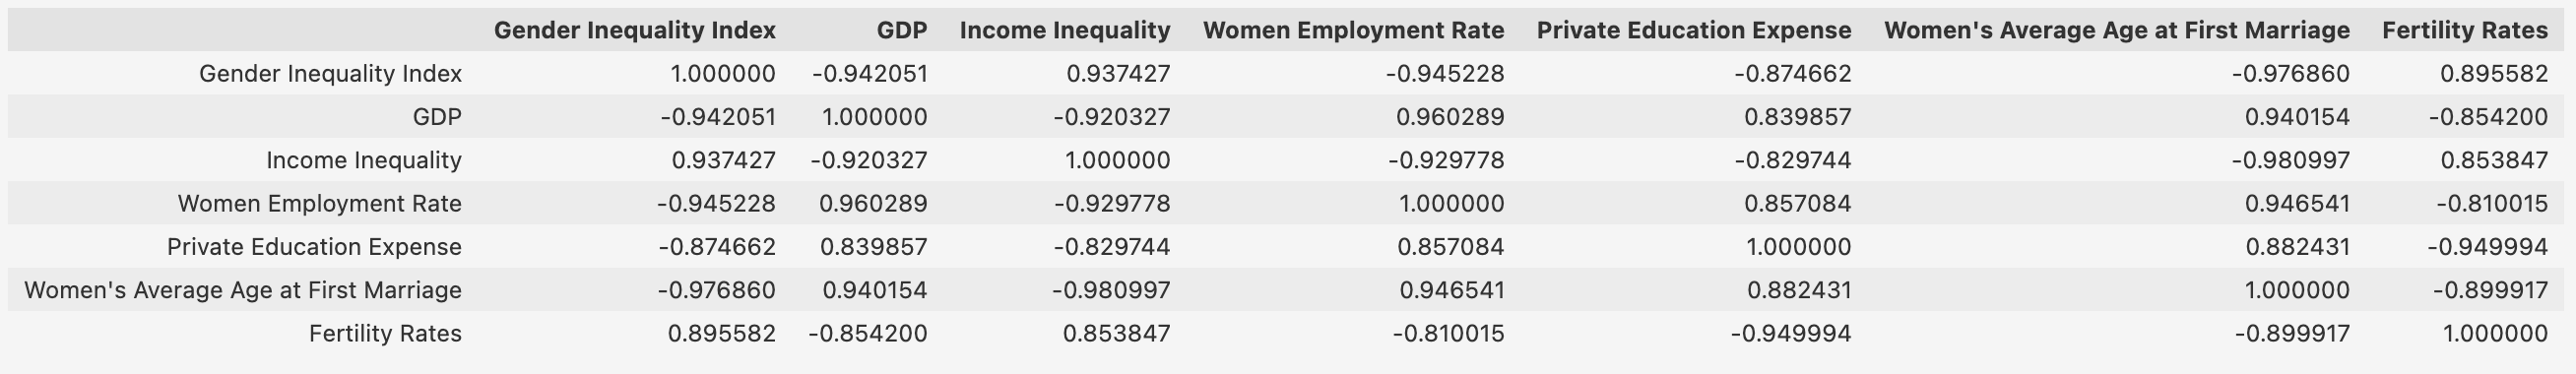 Gender Inequality Index GDP Income Inequality Women Employment Rate Private Education Expense Women's Average Age at First Marriage Fertility Rates
Gender Inequality Index 1.000000 -0.942051 0.937427 -0.945228 -0.874662 -0.976860 0.895582
GDP -0.942051 1.000000 -0.920327 0.960289 0.839857 0.940154 -0.854200
Income Inequality 0.937427 -0.920327 1.000000 -0.929778 -0.829744 -0.980997 0.853847
Women Employment Rate -0.945228 0.960289 -0.929778 1.000000 0.857084 0.946541 -0.810015
Private Education Expense -0.874662 0.839857 -0.829744 0.857084 1.000000 0.882431 -0.949994
Women's Average Age at First Marriage -0.976860 0.940154 -0.980997 0.946541 0.882431 1.000000 -0.899917
Fertility Rates 0.895582 -0.854200 0.853847 -0.810015 -0.949994 -0.899917 1.000000